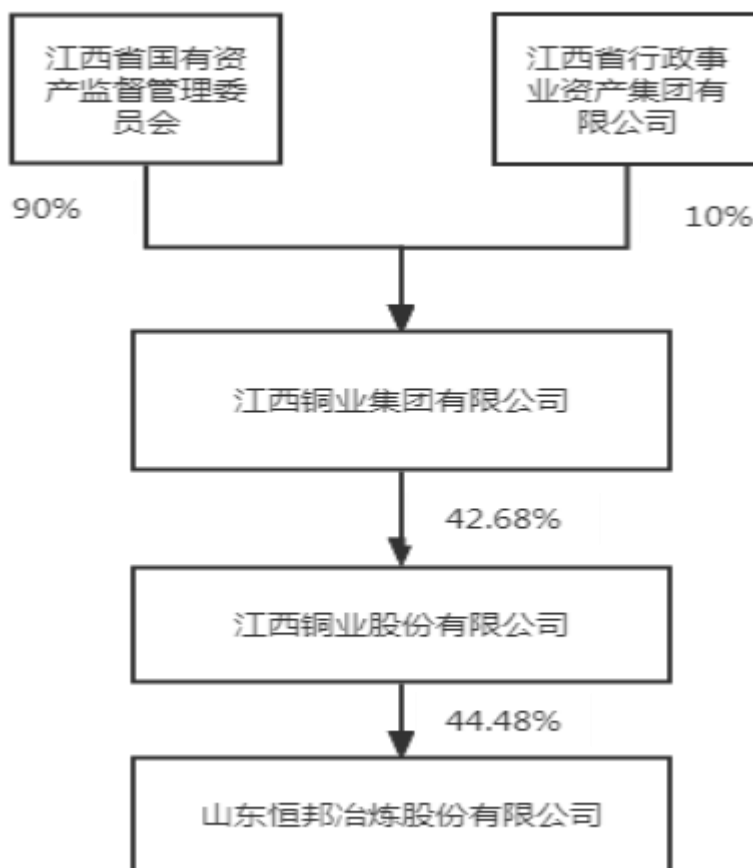 江西省国有资
产监督管理委
员会
江西省行政事
业资产集团有
限公司
90%
10%
江西铜业集团有限公司
42.68%
江西铜业股份有限公司
44.48%
山东恒邦冶炼股份有限公司